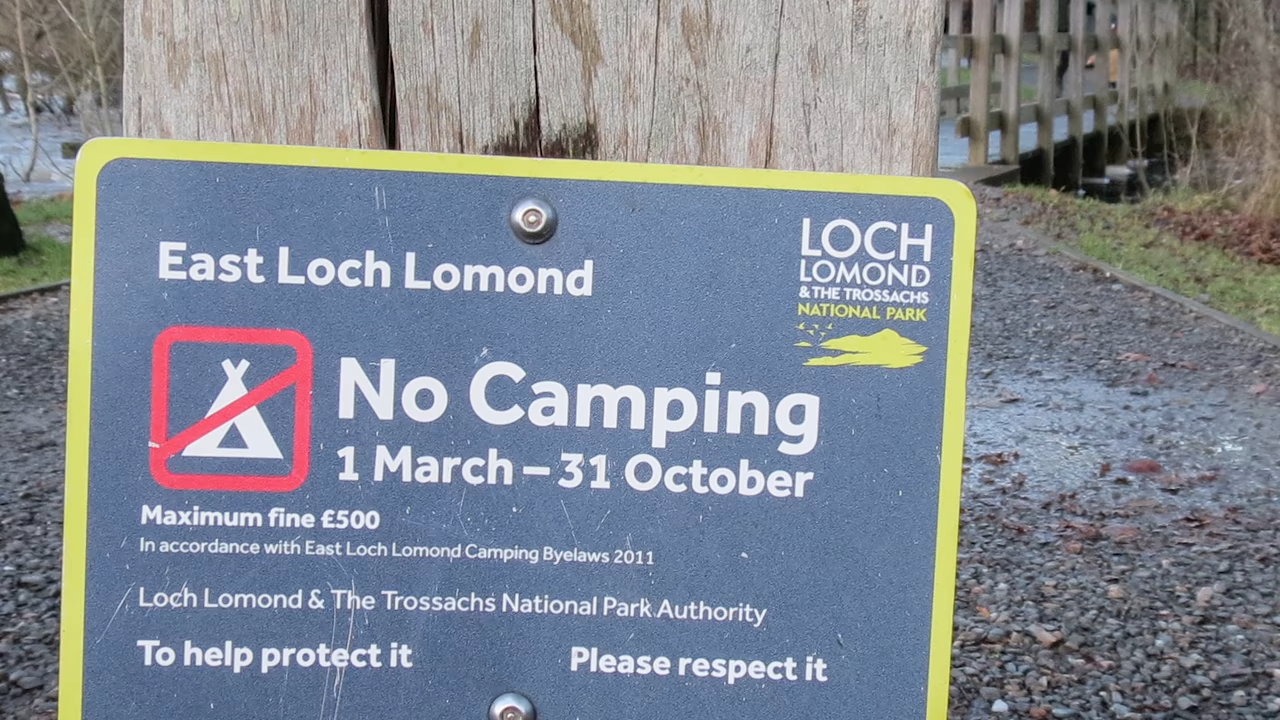 East Loch Lomond
LOCH
LOMOND
& THE TROSSACHS
NATIONAL PARK
No Camping
1 March – 31 October
Maximum fine £500
In accordance with East Loch Lomond Camping Byelaws 2011
Loch Lomond & The Trossachs National Park Authority
To help protect it Please respect it